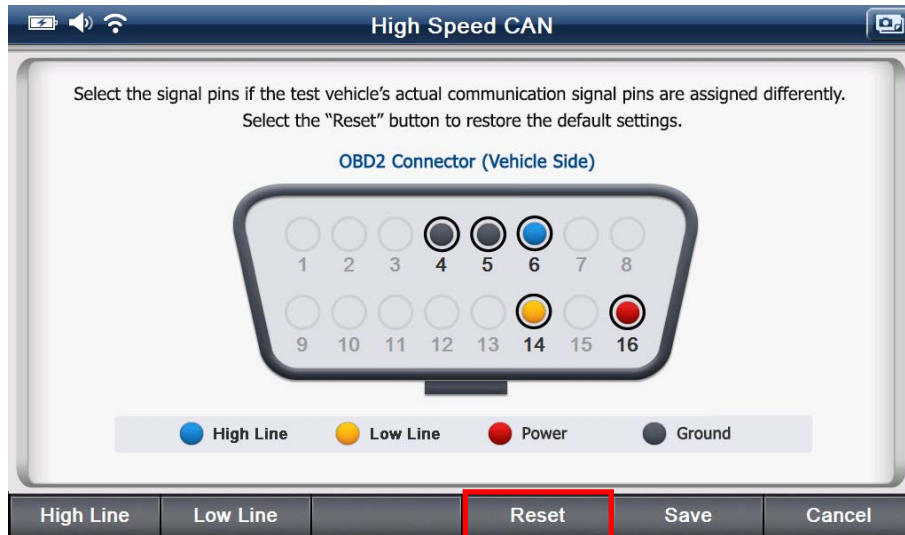 High Speed CAN
Select the signal pins if the test vehicle's actual communication signal pins are assigned differently.
Select the “Reset” button to restore the default settings.
OBD2 Connector (Vehicle Side)
1 2 3 4 5 6 7 8
9 10 11 12 13 14 15 16
High Line Low Line Power Ground
High Line Low Line Reset Save Cancel